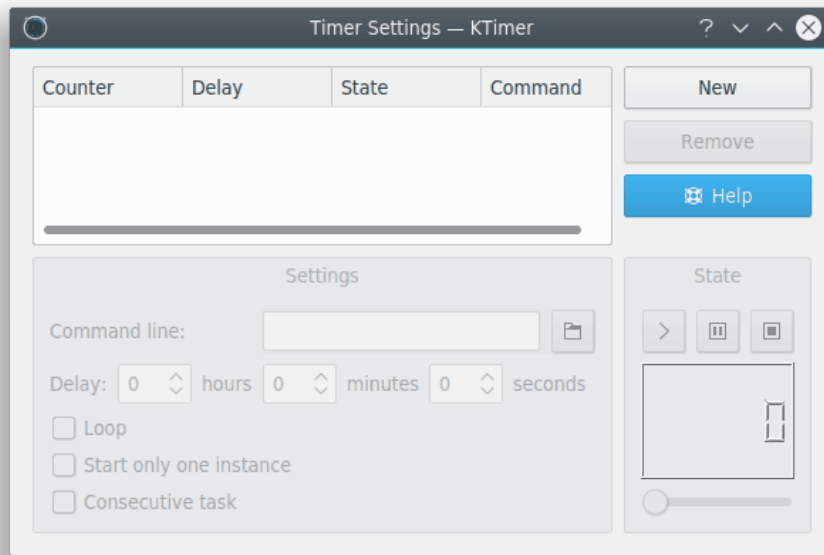 Timer Settings — KTimer
Counter Delay State Command
New
Remove
Help
Settings
Command line:
Delay: 0 hours 0 minutes 0 seconds
Loop
Start only one instance
Consecutive task
State
0